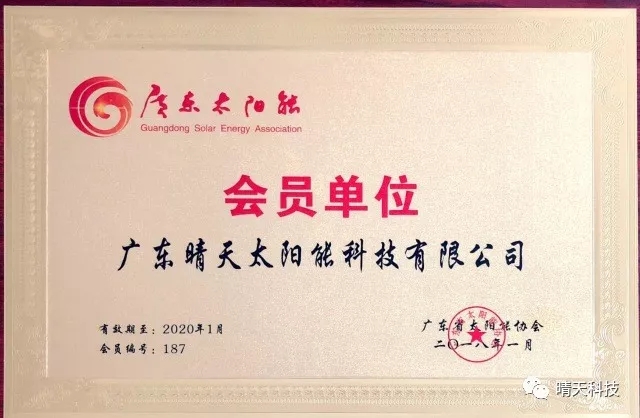 廣东太阳能
Guangdong Solar Energy Association
会员单位
广东晴天太阳能科技有限公司
有效期至：2020年1月
会员编号：187
广东省太阳能协会
二〇一八年一月
晴天科技